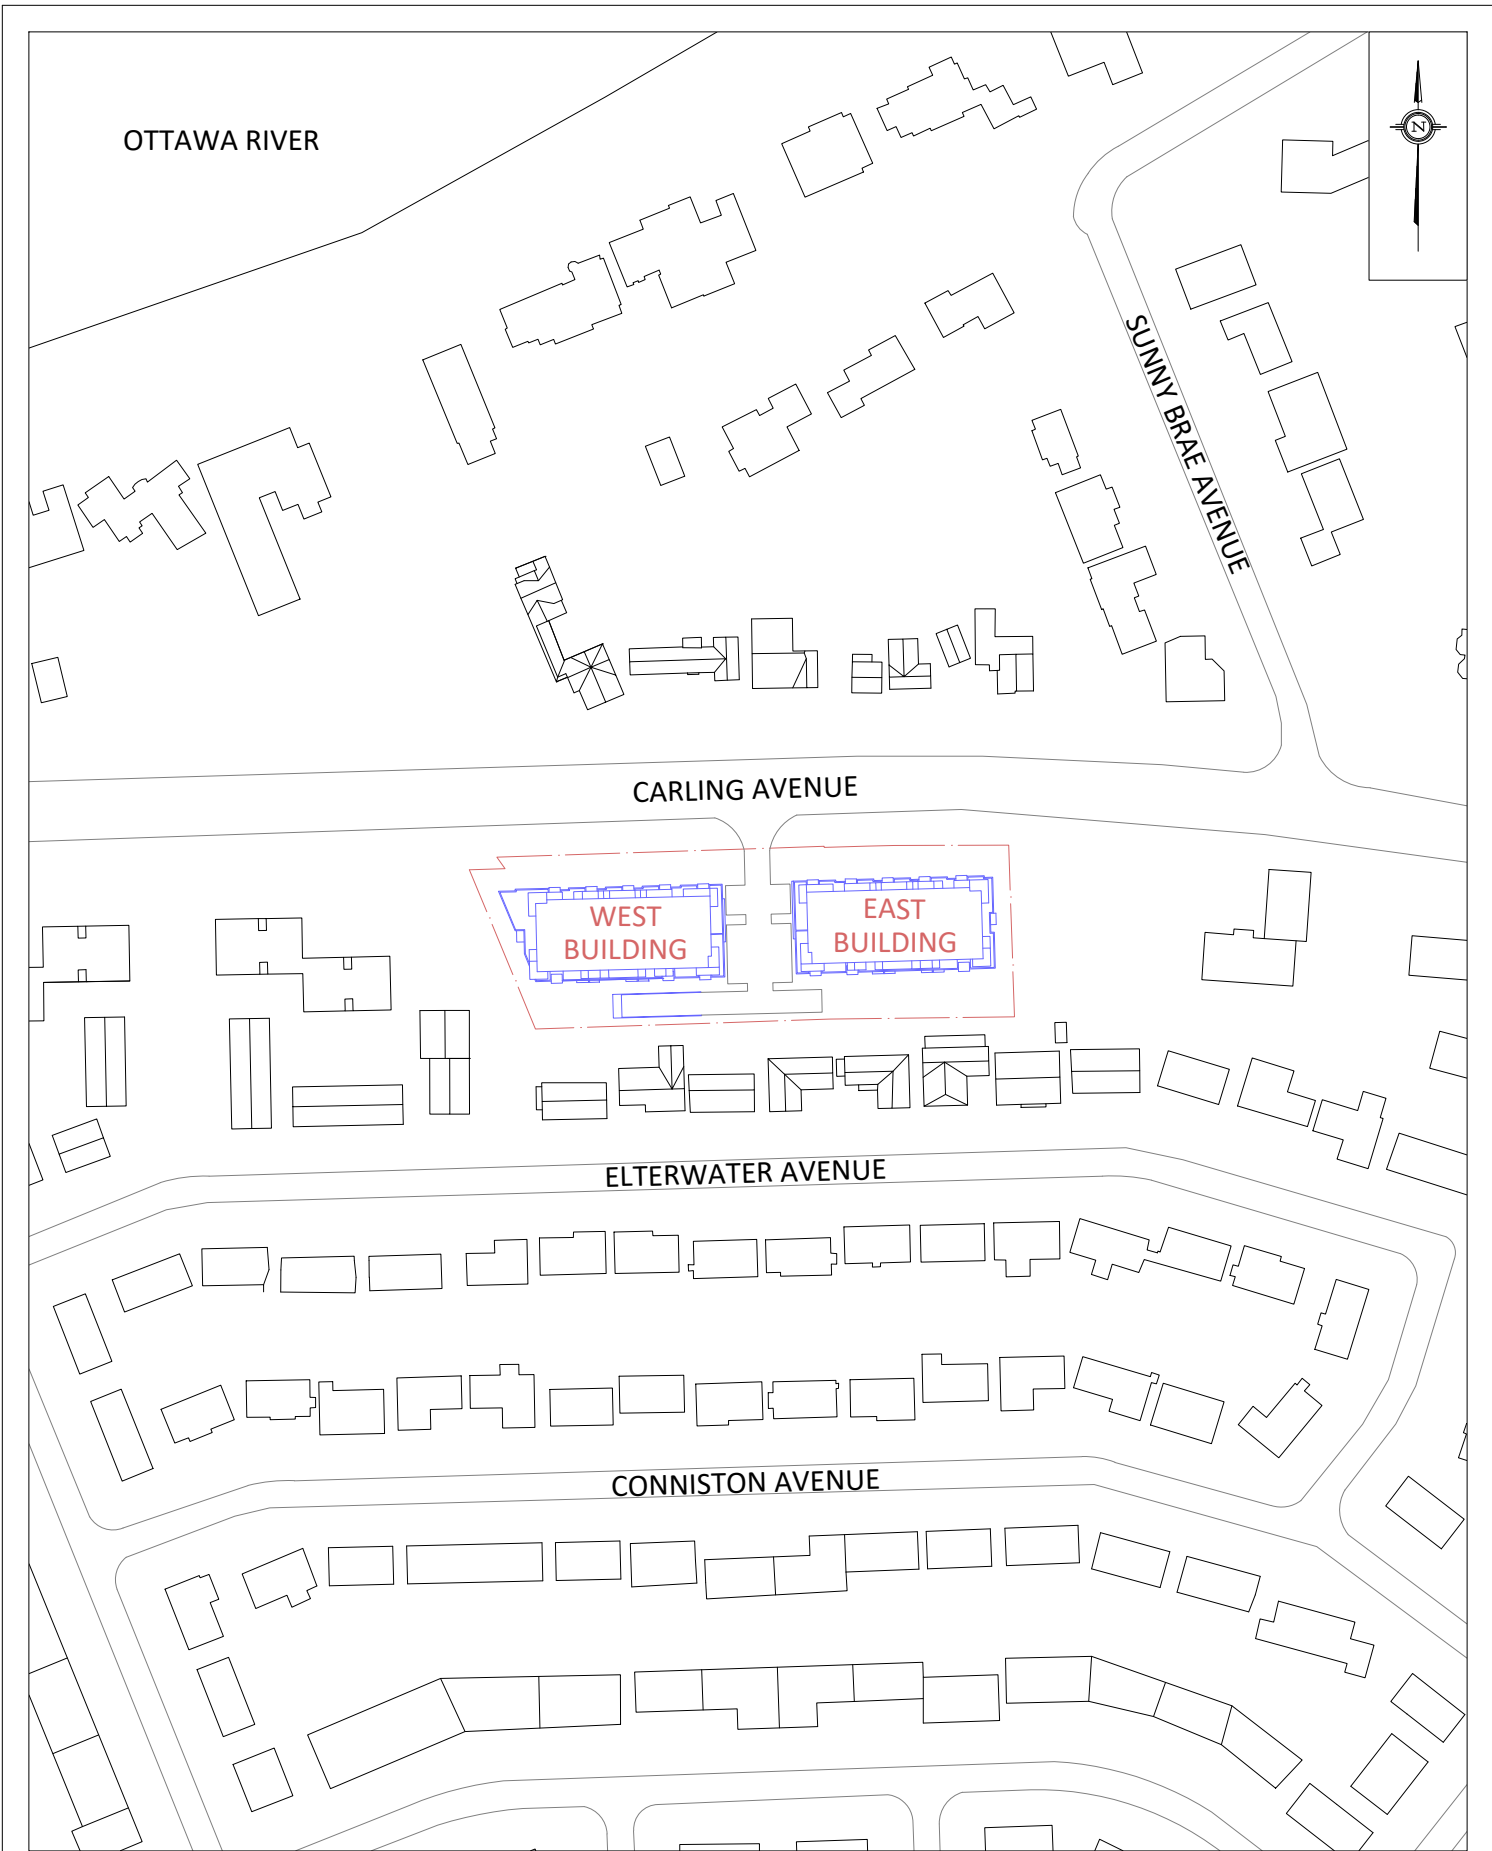 OTTAWA RIVER
N
SUNNY BRAE AVENUE
CARLING AVENUE
WEST
BUILDING
EAST
BUILDING
ELTERWATER AVENUE
CONNISTON AVENUE